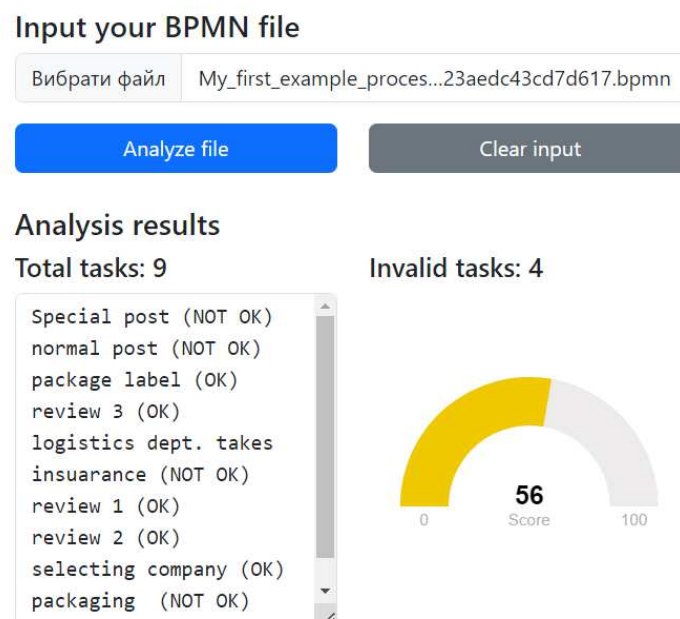 Input your BPMN file
Вибрати файл My_first_example_proces...23aedc43cd7d617.bpmn
Analyze file Clear input
Analysis results
Total tasks: 9 Invalid tasks: 4
Special post (NOT OK)
normal post (NOT OK)
package label (OK)
review 3 (OK)
logistics dept. takes
insuarance (NOT OK)
review 1 (OK)
review 2 (OK)
selecting company (OK)
packaging  (NOT OK)
56
0 Score 100